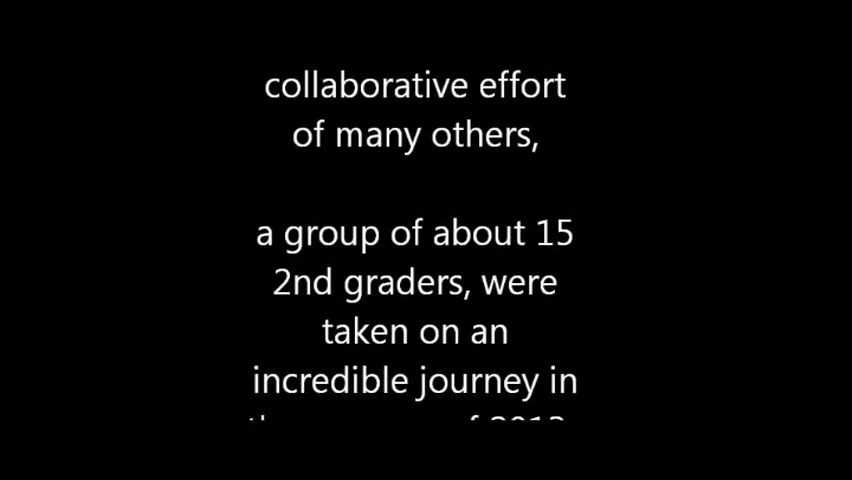 collaborative effort
of many others,
a group of about 15
2nd graders, were
taken on an
incredible journey in